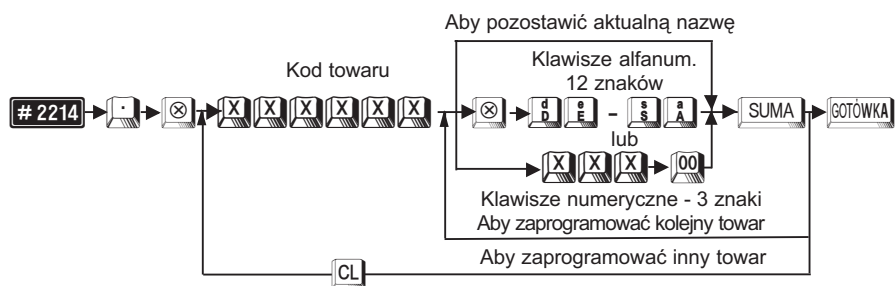 Aby pozostawić aktualną nazwę
Klawisze alfanum.
12 znaków
Kod towaru
# 2214 . ⊗ X X X X X X ⊗ d D e E - s S a A SUMA GOTÓWKA
lub
X X X 00
Klawisze numeryczne - 3 znaki
Aby zaprogramować kolejny towar
Aby zaprogramować inny towar
CL